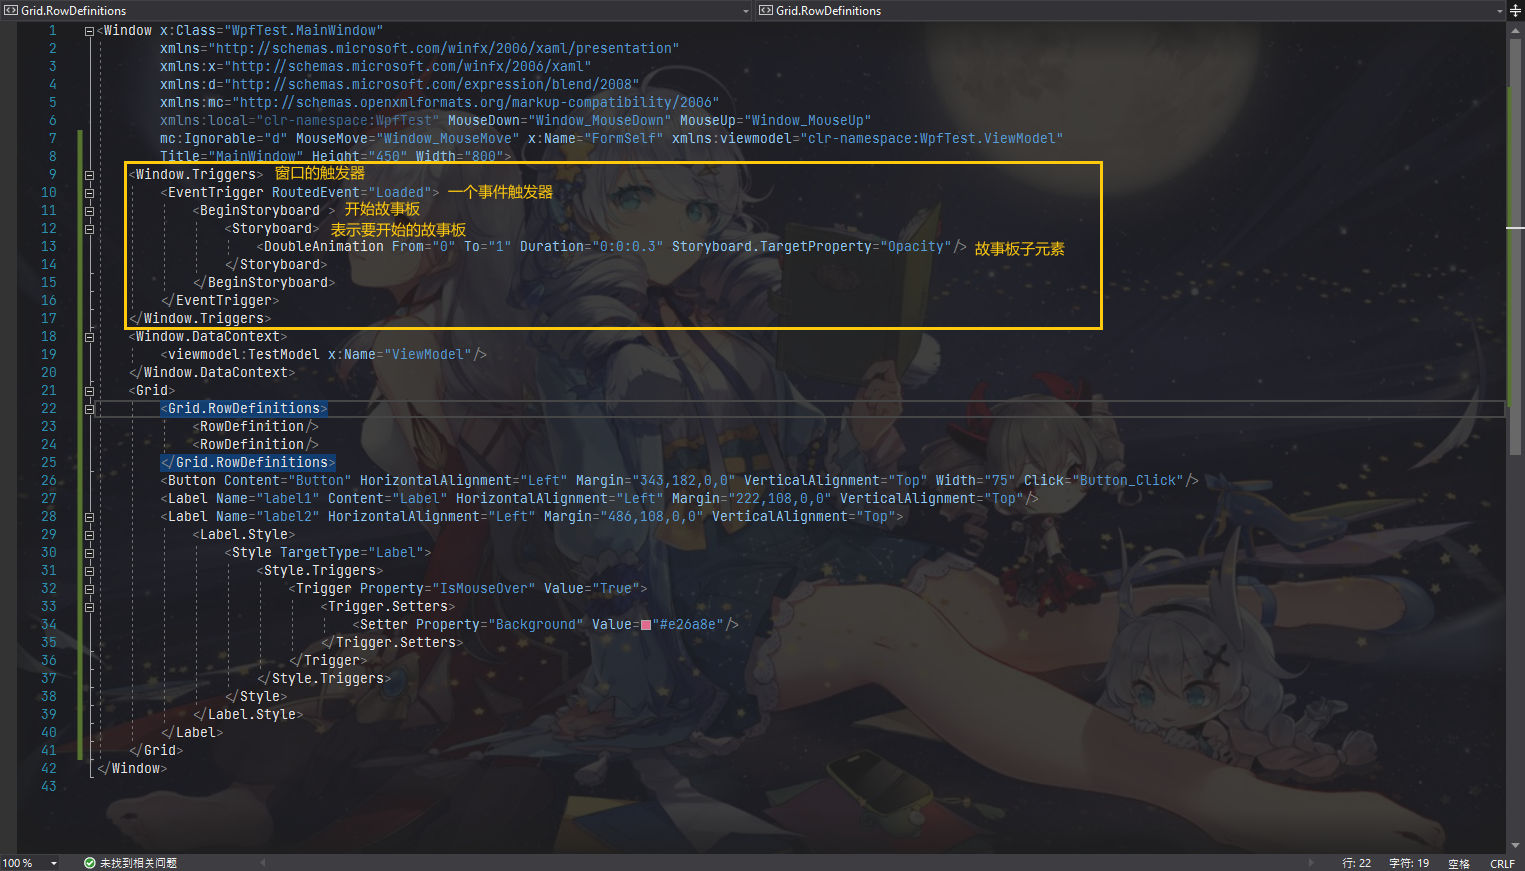 Grid.RowDefinitions Grid.RowDefinitions
1 <Window x:Class="WpfTest.MainWindow"
2 xmlns="http://schemas.microsoft.com/winfx/2006/xaml/presentation"
3 xmlns:x="http://schemas.microsoft.com/winfx/2006/xaml"
4 xmlns:d="http://schemas.microsoft.com/expression/blend/2008"
5 xmlns:mc="http://schemas.openxmlformats.org/markup-compatibility/2006"
6 xmlns:local="clr-namespace:WpfTest" MouseDown="Window_MouseDown" MouseUp="Window_MouseUp"
7 mc:Ignorable="d" MouseMove="Window_MouseMove" x:Name="FormSelf" xmlns:viewmodel="clr-namespace:WpfTest.ViewModel"
8 Title="MainWindow" Height="450" Width="800">
9 <Window.Triggers> 窗口的触发器
10 <EventTrigger RoutedEvent="Loaded"> 一个事件触发器
11 <BeginStoryboard > 开始故事板
12 <Storyboard> 表示要开始的故事板
13 <DoubleAnimation From="0" To="1" Duration="0:0:0.3" Storyboard.TargetProperty="Opacity"/> 故事板子元素
14 </Storyboard>
15 </BeginStoryboard>
16 </EventTrigger>
17 </Window.Triggers>
18 <Window.DataContext>
19 <viewmodel:TestModel x:Name="ViewModel"/>
20 </Window.DataContext>
21 <Grid>
22 <Grid.RowDefinitions>
23 <RowDefinition/>
24 <RowDefinition/>
25 </Grid.RowDefinitions>
26 <Button Content="Button" HorizontalAlignment="Left" Margin="343,182,0,0" VerticalAlignment="Top" Width="75" Click="Button_Click"/>
27 <Label Name="label1" Content="Label" HorizontalAlignment="Left" Margin="222,108,0,0" VerticalAlignment="Top"/>
28 <Label Name="label2" HorizontalAlignment="Left" Margin="486,108,0,0" VerticalAlignment="Top">
29 <Label.Style>
30 <Style TargetType="Label">
31 <Style.Triggers>
32 <Trigger Property="IsMouseOver" Value="True">
33 <Trigger.Setters>
34 <Setter Property="Background" Value="#e26a8e"/>
35 </Trigger.Setters>
36 </Trigger>
37 </Style.Triggers>
38 </Style>
39 </Label.Style>
40 </Label>
41 </Grid>
42 </Window>
43
100 % 未找到相关问题 行: 22 字符: 19 空格 CRLF